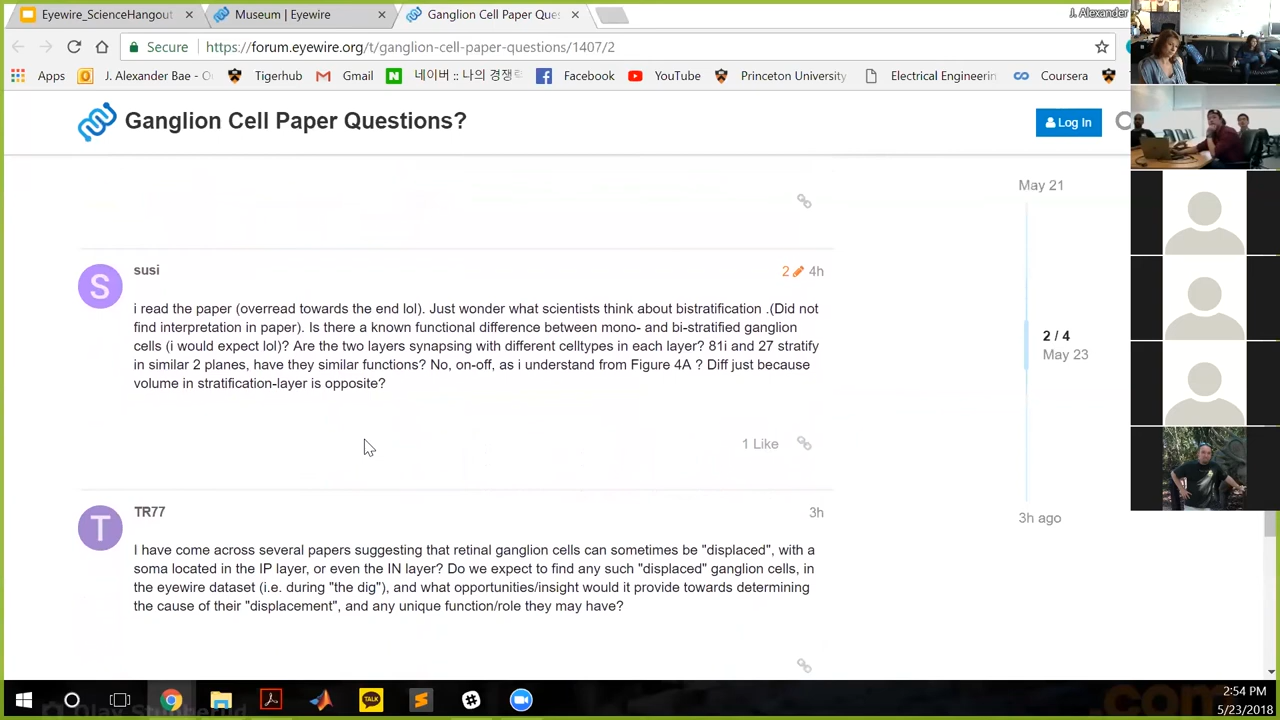 Eyewire_ScienceHangout
Museum | Eyewire
Ganglion Cell Paper Ques
J. Alexander
Secure
https://forum.eyewire.org/t/ganglion-cell-paper-questions/1407/2
Apps
J. Alexander Bae - O
Tigerhub
Gmail
네이버 :: 나의 경쟁력
Facebook
YouTube
Princeton University
Electrical Engineerin
Coursera
Ganglion Cell Paper Questions?
Log In
May 21
susi
2
4h
i read the paper (overread towards the end lol). Just wonder what scientists think about bistratification .(Did not
find interpretation in paper). Is there a known functional difference between mono- and bi-stratified ganglion
cells (i would expect lol)? Are the two layers synapsing with different celltypes in each layer? 81i and 27 stratify
in similar 2 planes, have they similar functions? No, on-off, as i understand from Figure 4A ? Diff just because
volume in stratification-layer is opposite?
2 / 4
May 23
1 Like
TR77
3h
3h ago
I have come across several papers suggesting that retinal ganglion cells can sometimes be "displaced", with a
soma located in the IP layer, or even the IN layer? Do we expect to find any such "displaced" ganglion cells, in
the eyewire dataset (i.e. during "the dig"), and what opportunities/insight would it provide towards determining
the cause of their "displacement", and any unique function/role they may have?
TALK
2:54 PM
5/23/2018